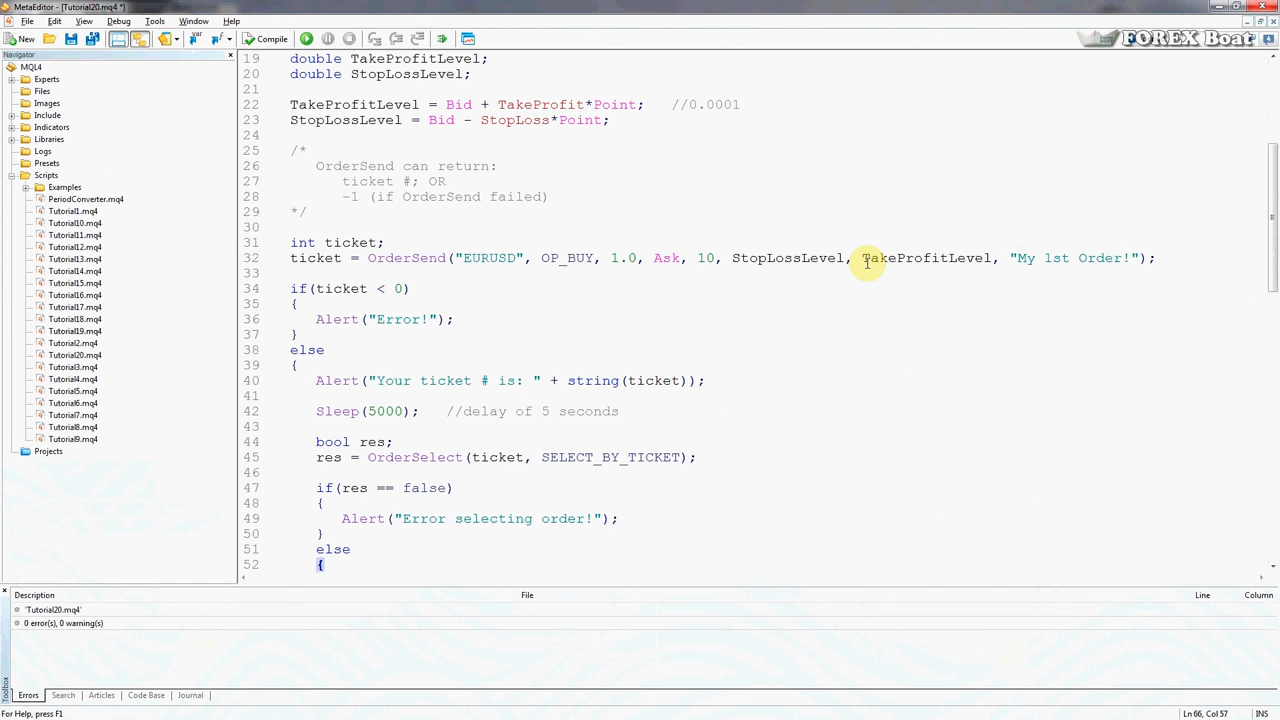 MetaEditor - [Tutorial20.mq4 *]
File Edit View Debug Tools Window Help
New Compile
FOREX Boat
Navigator
MQL4
Experts
Files
Images
Include
Indicators
Libraries
Logs
Presets
Scripts
Examples
PeriodConverter.mq4
Tutorial1.mq4
Tutorial10.mq4
Tutorial11.mq4
Tutorial12.mq4
Tutorial13.mq4
Tutorial14.mq4
Tutorial15.mq4
Tutorial16.mq4
Tutorial17.mq4
Tutorial18.mq4
Tutorial19.mq4
Tutorial2.mq4
Tutorial20.mq4
Tutorial3.mq4
Tutorial4.mq4
Tutorial5.mq4
Tutorial6.mq4
Tutorial7.mq4
Tutorial8.mq4
Tutorial9.mq4
Projects
19 double TakeProfitLevel;
20 double StopLossLevel;
21
22 TakeProfitLevel = Bid + TakeProfit*Point; //0.0001
23 StopLossLevel = Bid - StopLoss*Point;
24
25 /*
26 OrderSend can return:
27 ticket #; OR
28 -1 (if OrderSend failed)
29 */
30
31 int ticket;
32 ticket = OrderSend("EURUSD", OP_BUY, 1.0, Ask, 10, StopLossLevel, TakeProfitLevel, "My 1st Order!");
33
34 if(ticket < 0)
35 {
36 Alert("Error!");
37 }
38 else
39 {
40 Alert("Your ticket # is: " + string(ticket));
41
42 Sleep(5000); //delay of 5 seconds
43
44 bool res;
45 res = OrderSelect(ticket, SELECT_BY_TICKET);
46
47 if(res == false)
48 {
49 Alert("Error selecting order!");
50 }
51 else
52 {
Description File Line Column
'Tutorial20.mq4'
0 error(s), 0 warning(s)
Toolbox
Errors Search Articles Code Base Journal
For Help, press F1 Ln 66, Col 57 INS